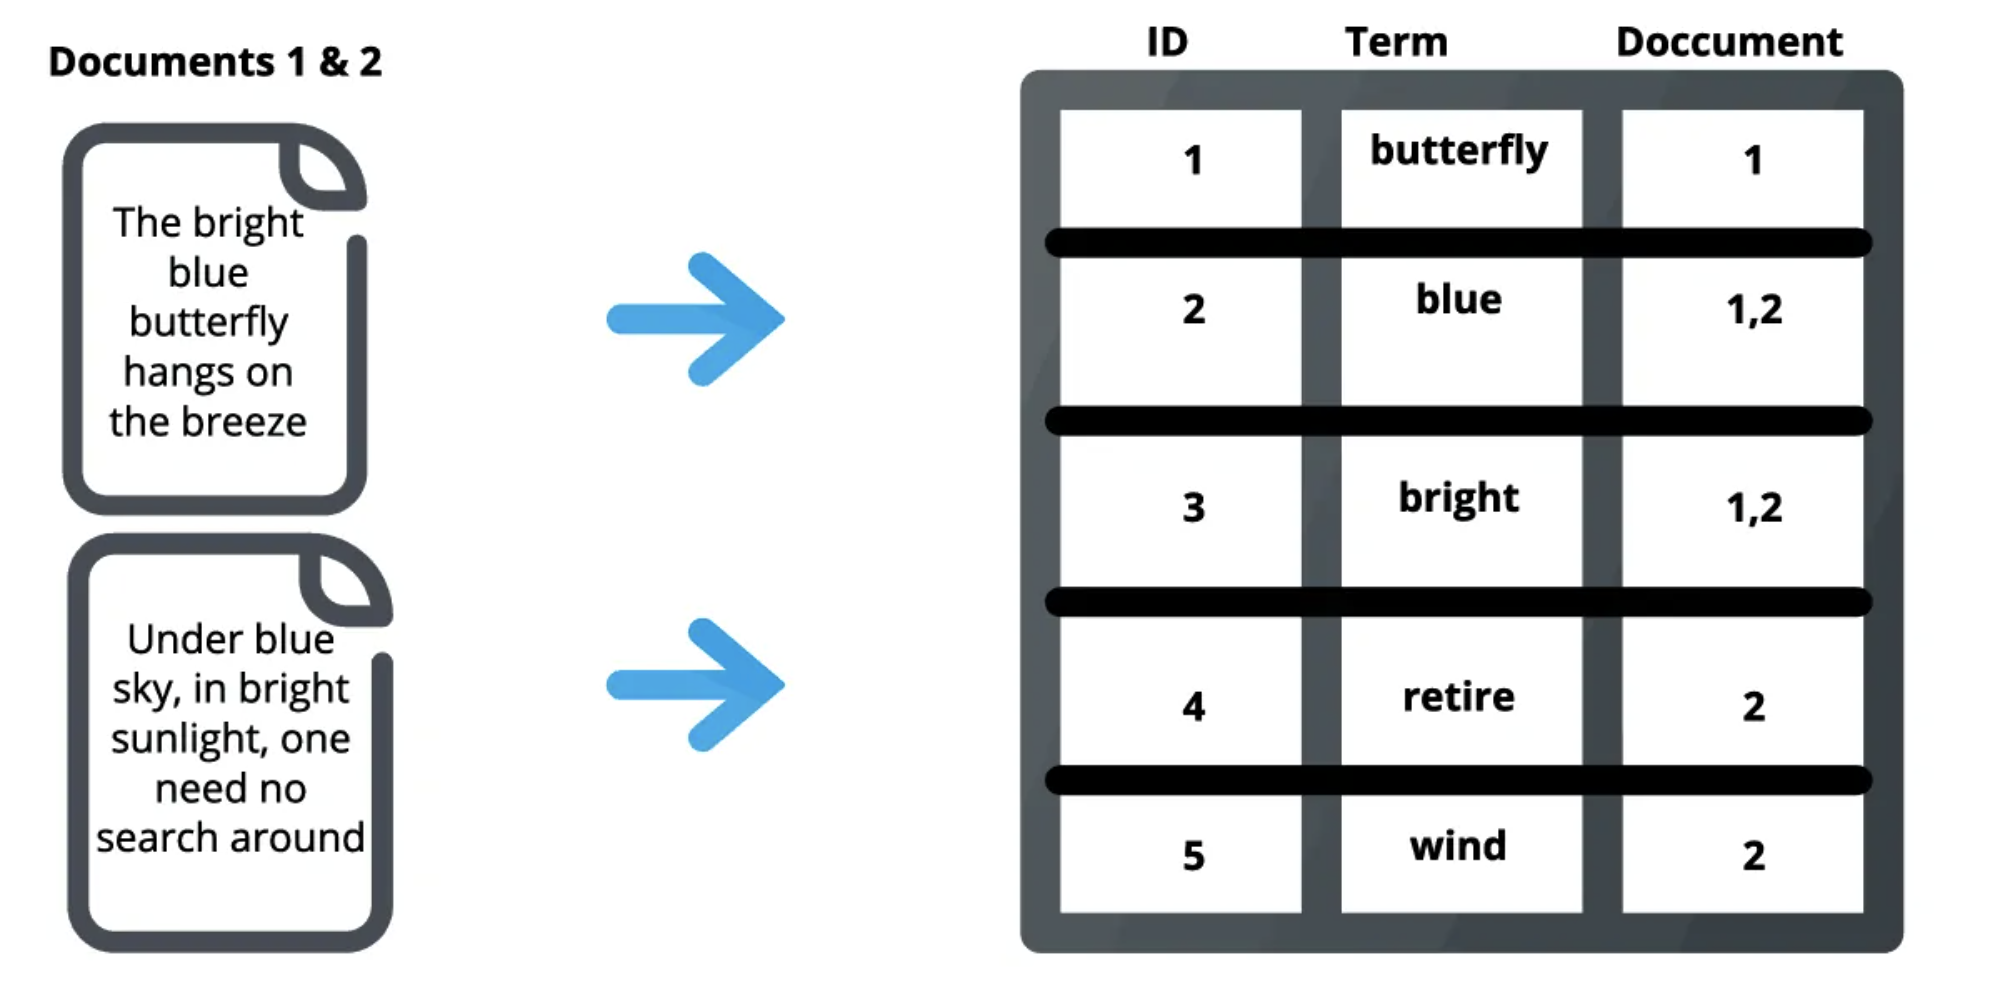 Documents 1 & 2
The bright
blue
butterfly
hangs on
the breeze
Under blue
sky, in bright
sunlight, one
need no
search around
ID Term Doccument
1 butterfly 1
2 blue 1,2
3 bright 1,2
4 retire 2
5 wind 2